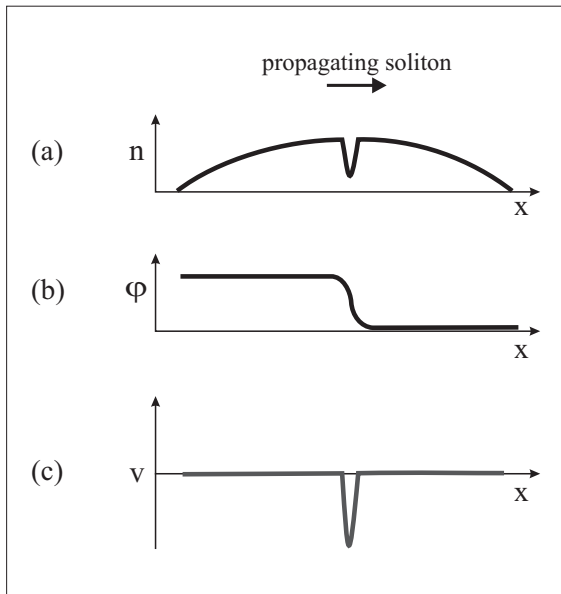 propagating soliton
(a)
n
x
(b)
φ
x
(c)
v
x